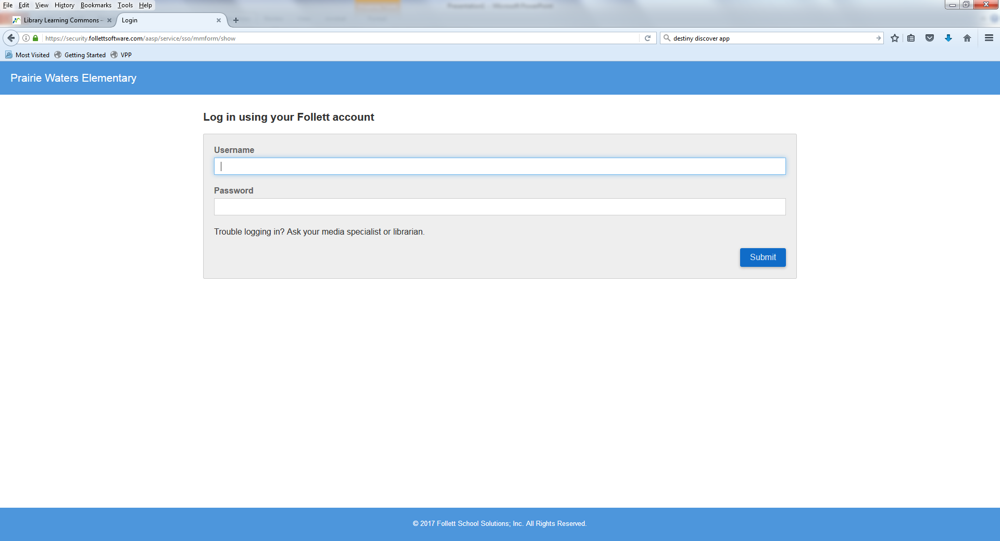 File Edit View History Bookmarks Tools Help
Library Learning Commons -
Login
https://security.follettsoftware.com/aasp/service/sso/mmform/show
destiny discover app
Most Visited Getting Started VPP
Prairie Waters Elementary
Log in using your Follett account
Username
Password
Trouble logging in? Ask your media specialist or librarian.
Submit
© 2017 Follett School Solutions; Inc. All Rights Reserved.